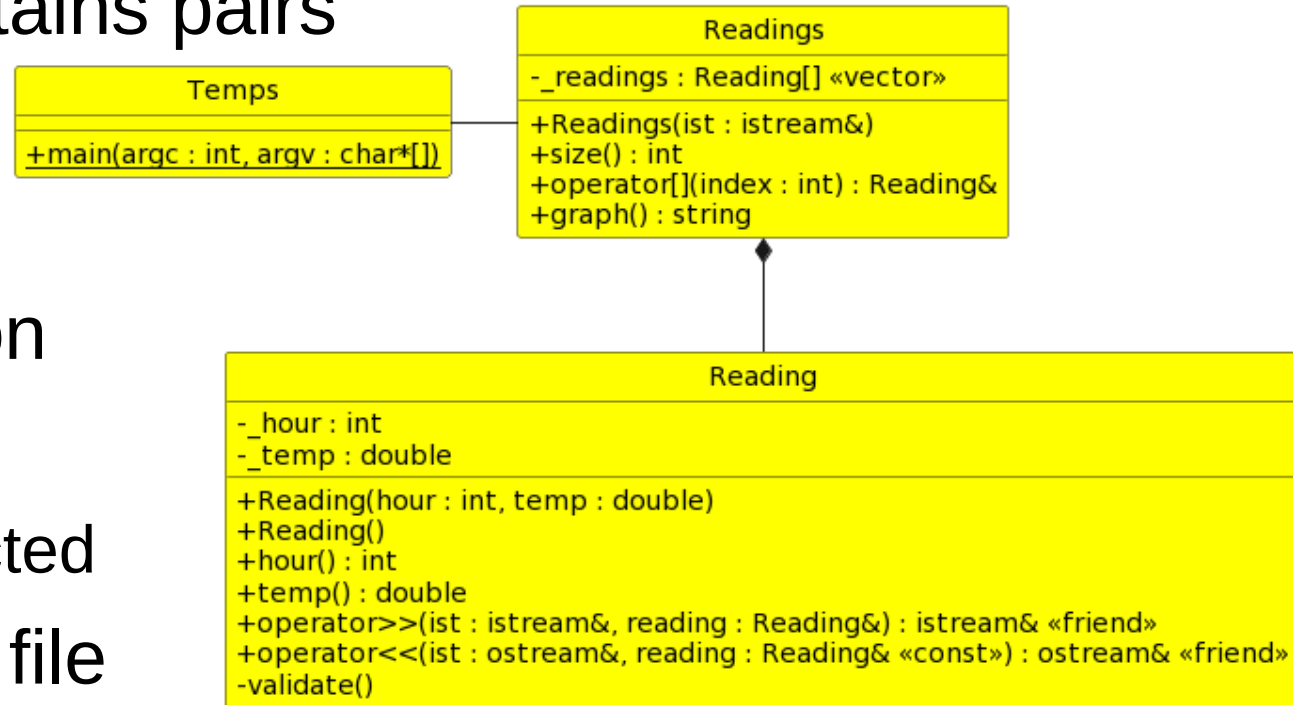 tains pairs
on
cted
file
Temps
+main(argc : int, argv : char*[])
Readings
-_readings : Reading[] «vector»
+Readings(ist : istream&)
+size() : int
+operator[](index : int) : Reading&
+graph() : string
Reading
-_hour : int
-_temp : double
+Reading(hour : int, temp : double)
+Reading()
+hour() : int
+temp() : double
+operator>>(ist : istream&, reading : Reading&) : istream& «friend»
+operator<<(ist : ostream&, reading : Reading& «const») : ostream& «friend»
-validate()